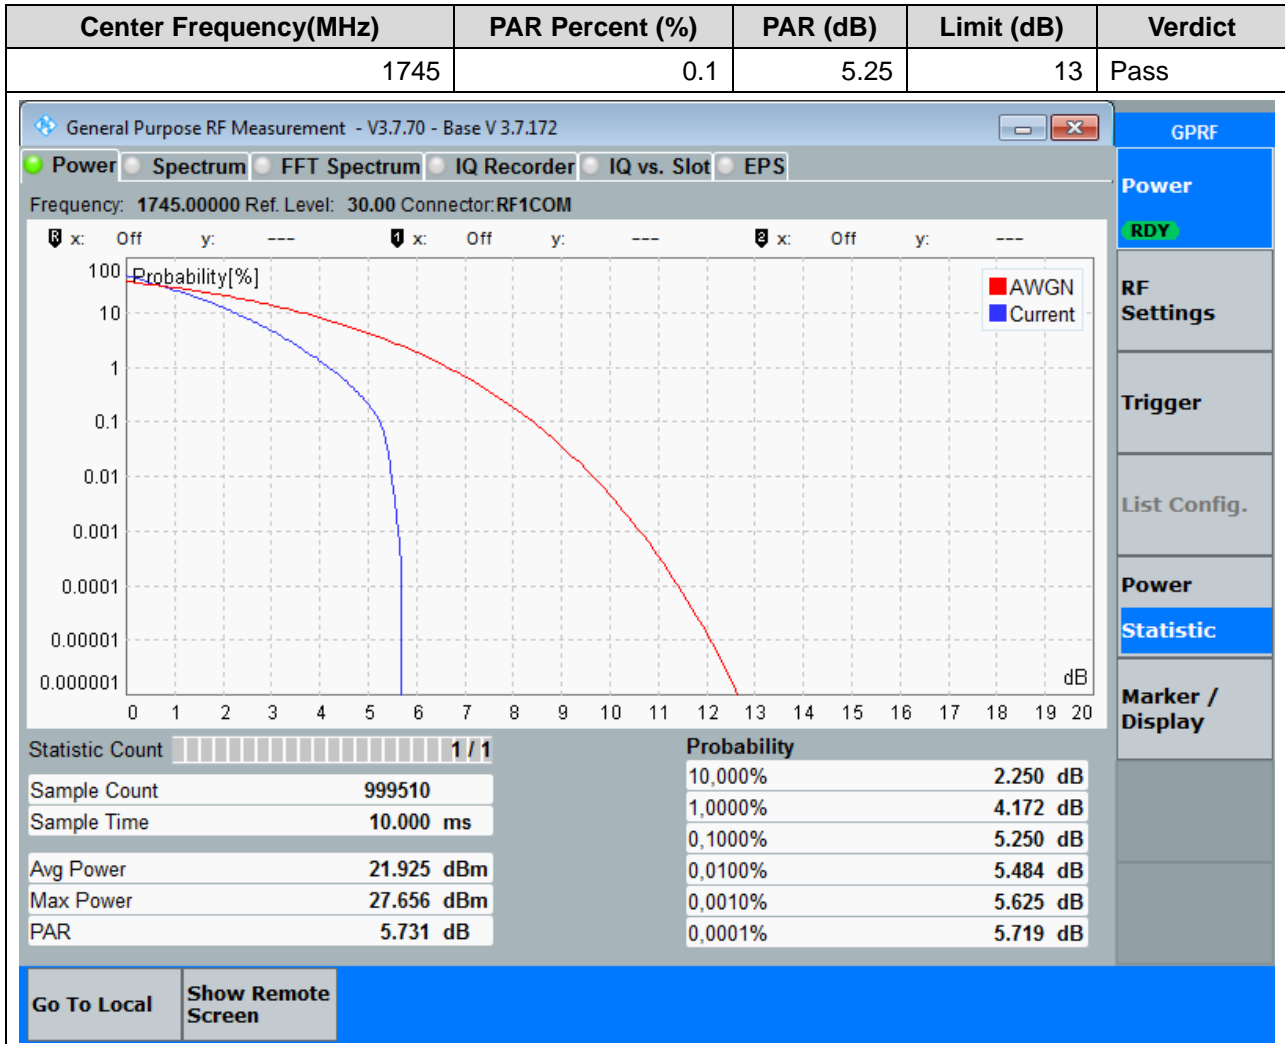 Center Frequency(MHz) PAR Percent (%) PAR (dB) Limit (dB) Verdict
1745 0.1 5.25 13 Pass
General Purpose RF Measurement - V3.7.70 - Base V 3.7.172
GPRF
Power Spectrum FFT Spectrum IQ Recorder IQ vs. Slot EPS
Frequency: 1745.00000 Ref. Level: 30.00 Connector:RF1COM
R x: Off y: --- 1 x: Off y: --- 2 x: Off y: ---
Probability[%]
AWGN
Current
100
10
1
0.1
0.01
0.001
0.0001
0.00001
0.000001
dB
0 1 2 3 4 5 6 7 8 9 10 11 12 13 14 15 16 17 18 19 20
Statistic Count 1 / 1
Sample Count 999510
Sample Time 10.000 ms
Avg Power 21.925 dBm
Max Power 27.656 dBm
PAR 5.731 dB
Probability
10,000% 2.250 dB
1,0000% 4.172 dB
0,1000% 5.250 dB
0,0100% 5.484 dB
0,0010% 5.625 dB
0,0001% 5.719 dB
Power
RDY
RF
Settings
Trigger
List Config.
Power
Statistic
Marker /
Display
Go To Local
Show Remote
Screen